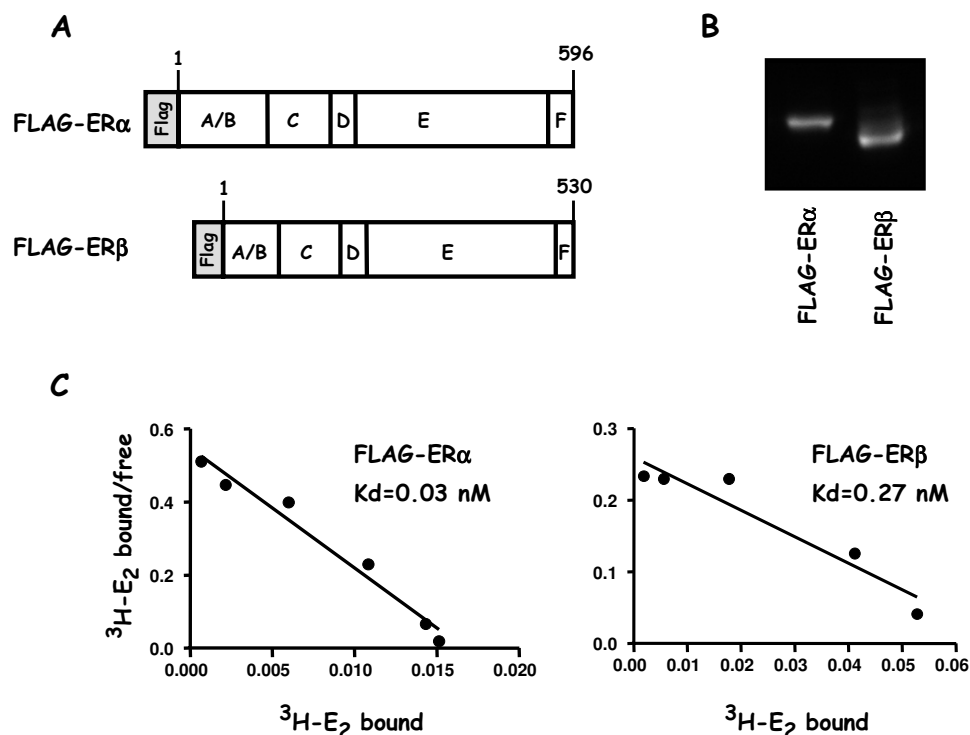 A
1
596
FLAG-ERα
Flag
A/B
C
D
E
F
1
530
FLAG-ERβ
Flag
A/B
C
D
E
F
B
FLAG-ERα
FLAG-ERβ
C
³H-E₂ bound/free
0.6
0.4
0.2
0.0
0.000
0.005
0.010
0.015
0.020
FLAG-ERα
Kd=0.03 nM
³H-E₂ bound
0.3
0.2
0.1
0.0
0.00
0.01
0.02
0.03
0.04
0.05
0.06
FLAG-ERβ
Kd=0.27 nM
³H-E₂ bound